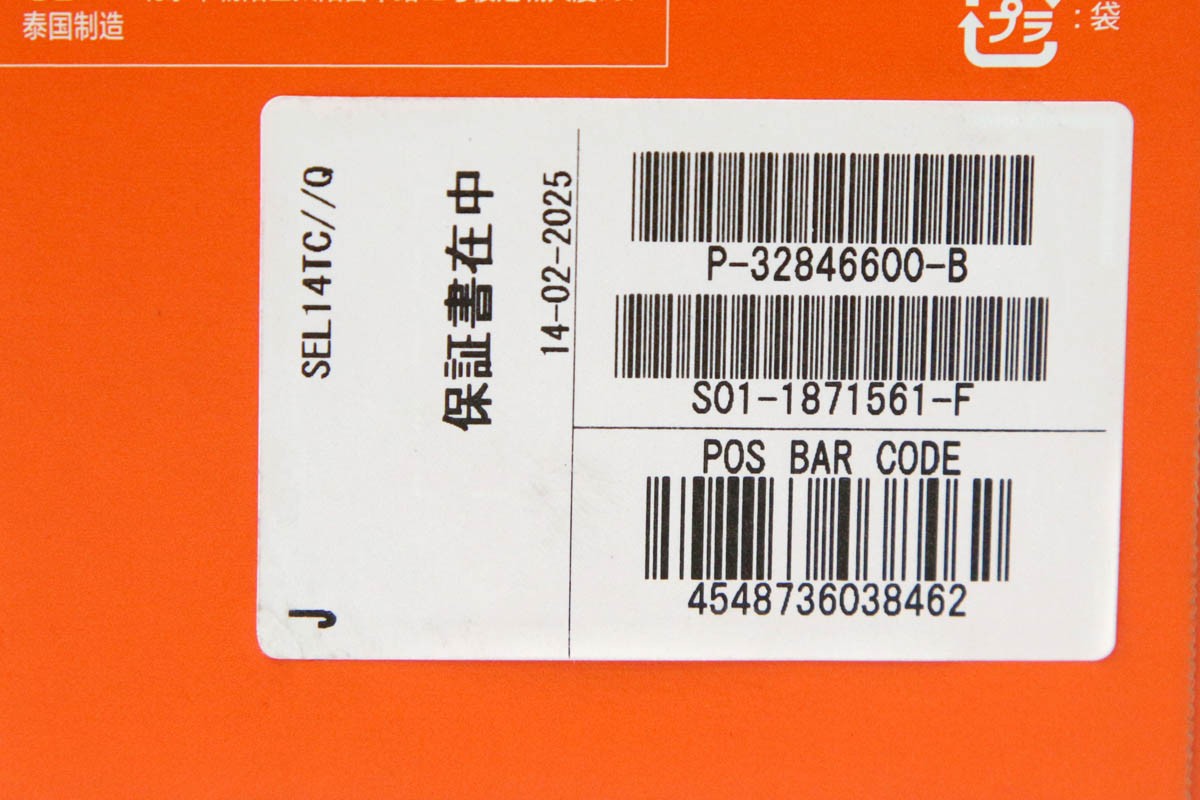 泰国制造
プラ
:袋
SEL14TC//Q
保証書在中
14-02-2025
J
P-32846600-B
S01-1871561-F
POS BAR CODE
4548736038462